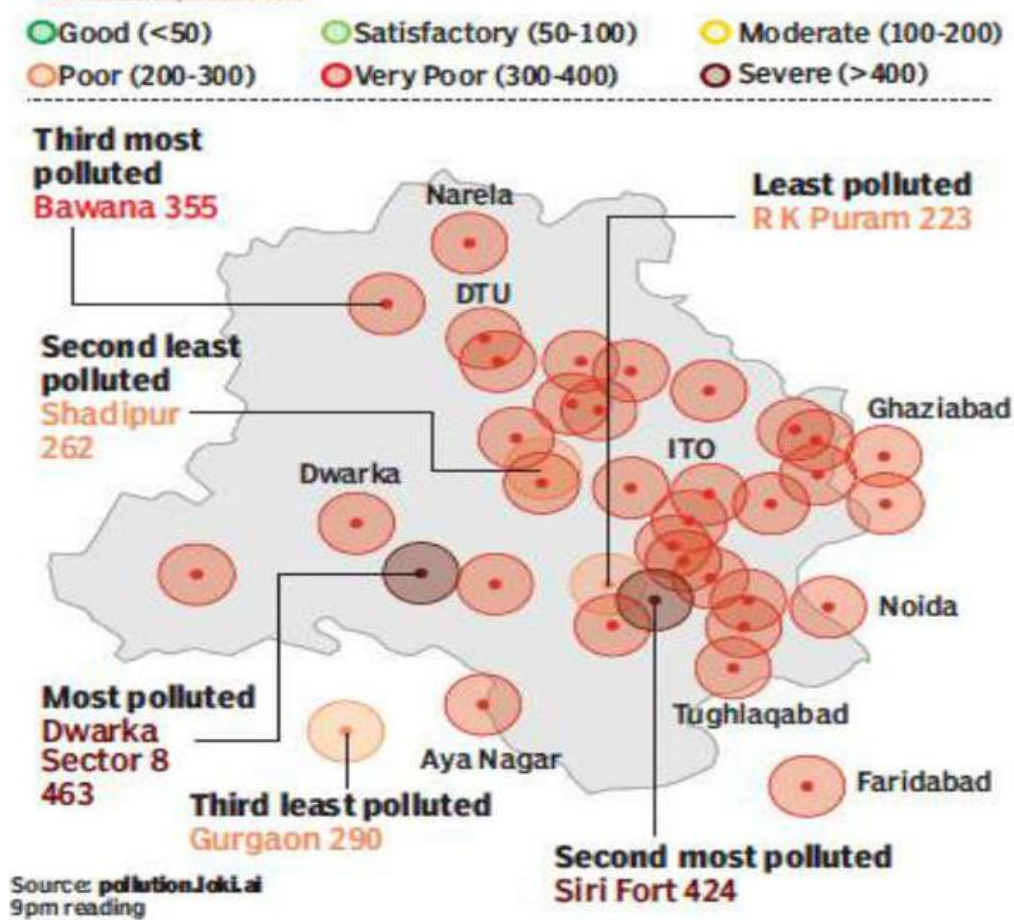 Good (<50)
Satisfactory (50-100)
Moderate (100-200)
Poor (200-300)
Very Poor (300-400)
Severe (>400)
Third most
polluted
Bawana 355
Narela
Least polluted
R K Puram 223
DTU
Second least
polluted
Shadipur
262
Ghaziabad
ITO
Dwarka
Noida
Most polluted
Dwarka
Sector 8
463
Tughlaqabad
Aya Nagar
Faridabad
Third least polluted
Gurgaon 290
Second most polluted
Siri Fort 424
Source: pollution.loki.ai
9pm reading